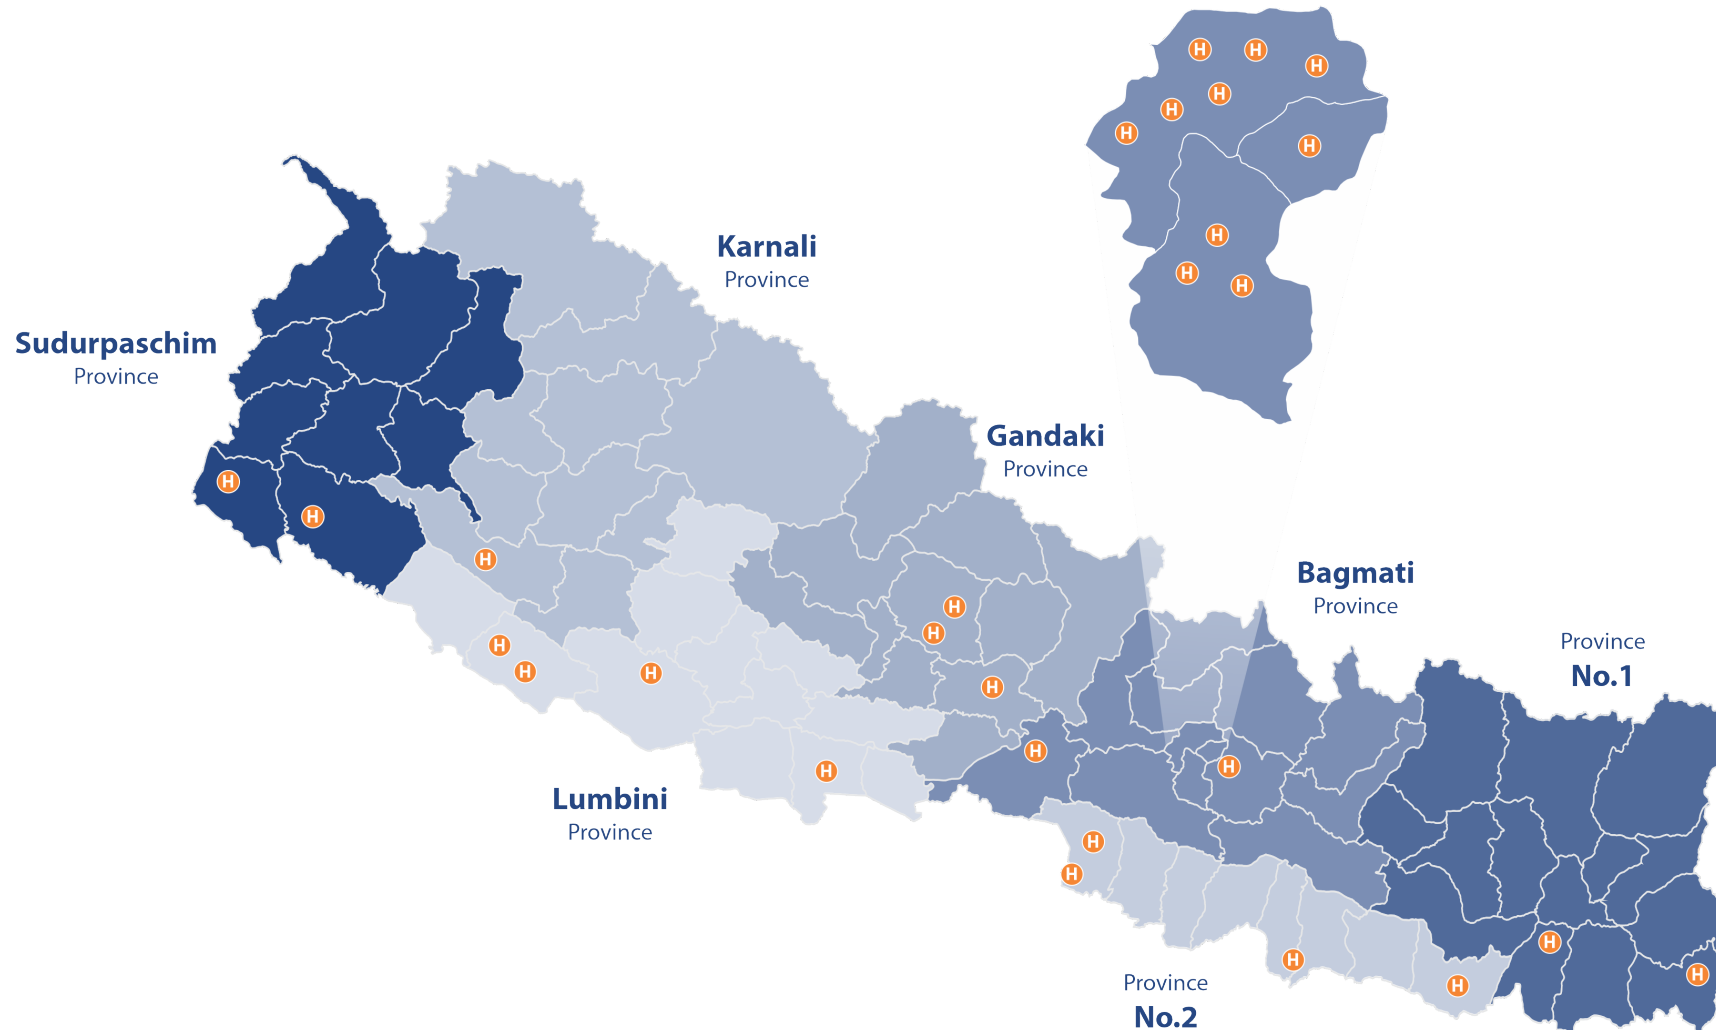 H H H
H
H
H
H
H
H
H
Karnali
Province
Sudurpaschim
Province
Gandaki
Province
H
H
H
Bagmati
Province
H
H
Province
No.1
H
H
H
H
H
H
H
Lumbini
Province
H
H
H
H
H
H
H
Province
No.2